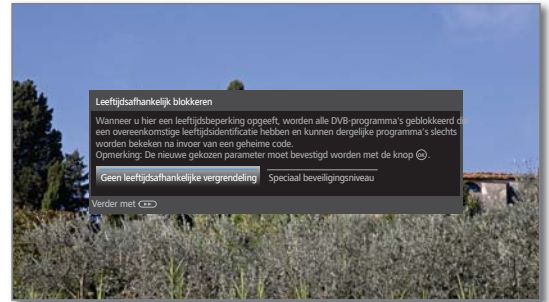 Leeftijdsafhankelijk blokkeren
Wanneer u hier een leeftijdsbeperking opgeeft, worden alle DVB-programma's geblokkeerd d
een overeenkomstige leeftijdsidentificatie hebben en kunnen dergelijke programma's slechts
worden bekeken na invoer van een geheime code.
Opmerking: De nieuwe gekozen parameter moet bevestigd worden met de knop OK.
Geen leeftijdsafhankelijke vergrendeling Speciaal beveiligingsniveau
Verder met